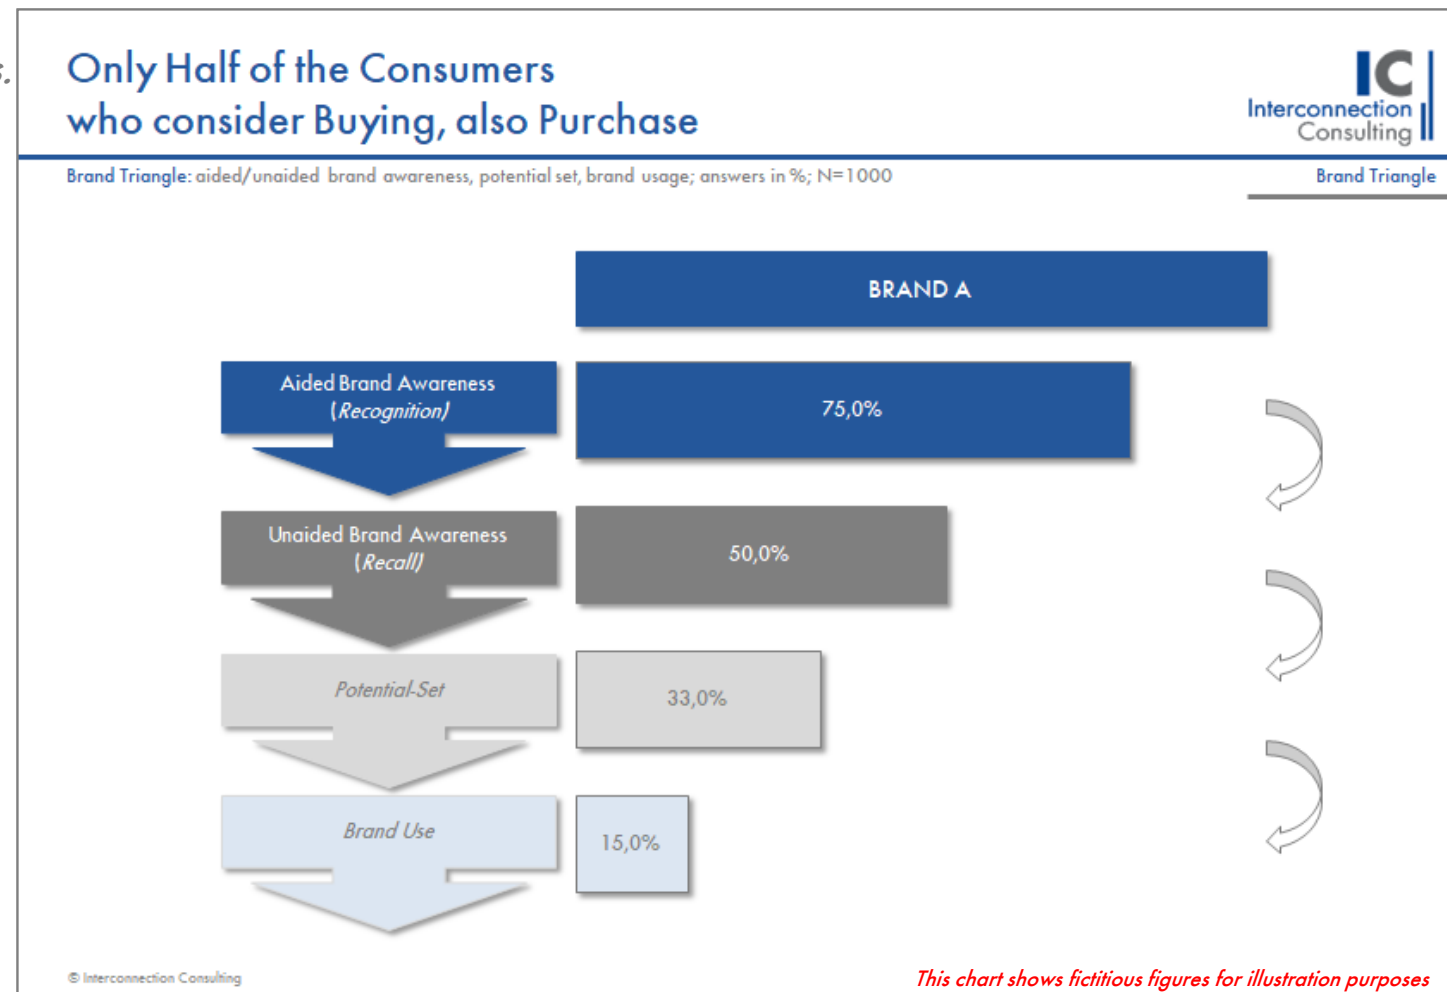 s.
Only Half of the Consumers
who consider Buying, also Purchase
IC
Interconnection
Consulting
Brand Triangle: aided/unaided brand awareness, potential set, brand usage; answers in %; N=1000
Brand Triangle
BRAND A
Aided Brand Awareness
(Recognition)
75,0%
Unaided Brand Awareness
(Recall)
50,0%
Potential-Set
33,0%
Brand Use
15,0%
© Interconnection Consulting
This chart shows fictitious figures for illustration purposes